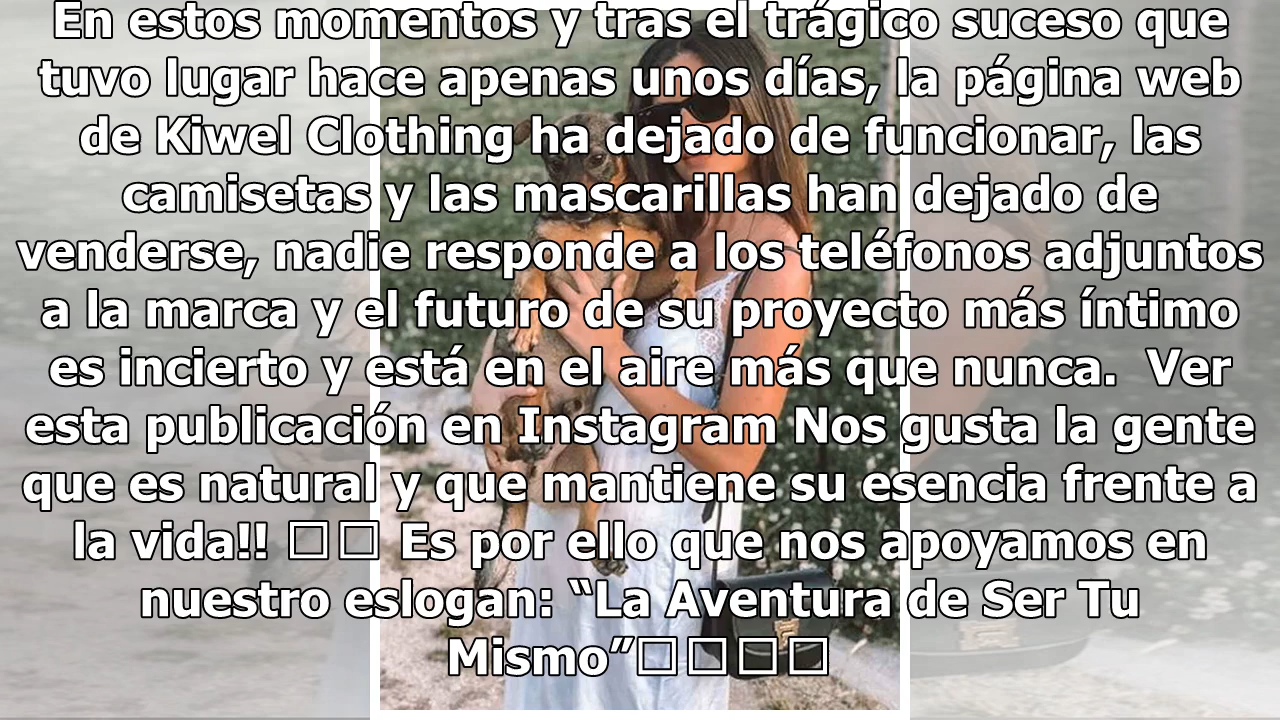 En estos momentos y tras el trágico suceso que
tuvo lugar hace apenas unos días, la página web
de Kiwel Clothing ha dejado de funcionar, las
camisetas y las mascarillas han dejado de
venderse, nadie responde a los teléfonos adjuntos
a la marca y el futuro de su proyecto más íntimo
es incierto y está en el aire más que nunca.  Ver
esta publicación en Instagram Nos gusta la gente
que es natural y que mantiene su esencia frente a
la vida!! □□ Es por ello que nos apoyamos en
nuestro eslogan: “La Aventura de Ser Tu
Mismo”□□□□